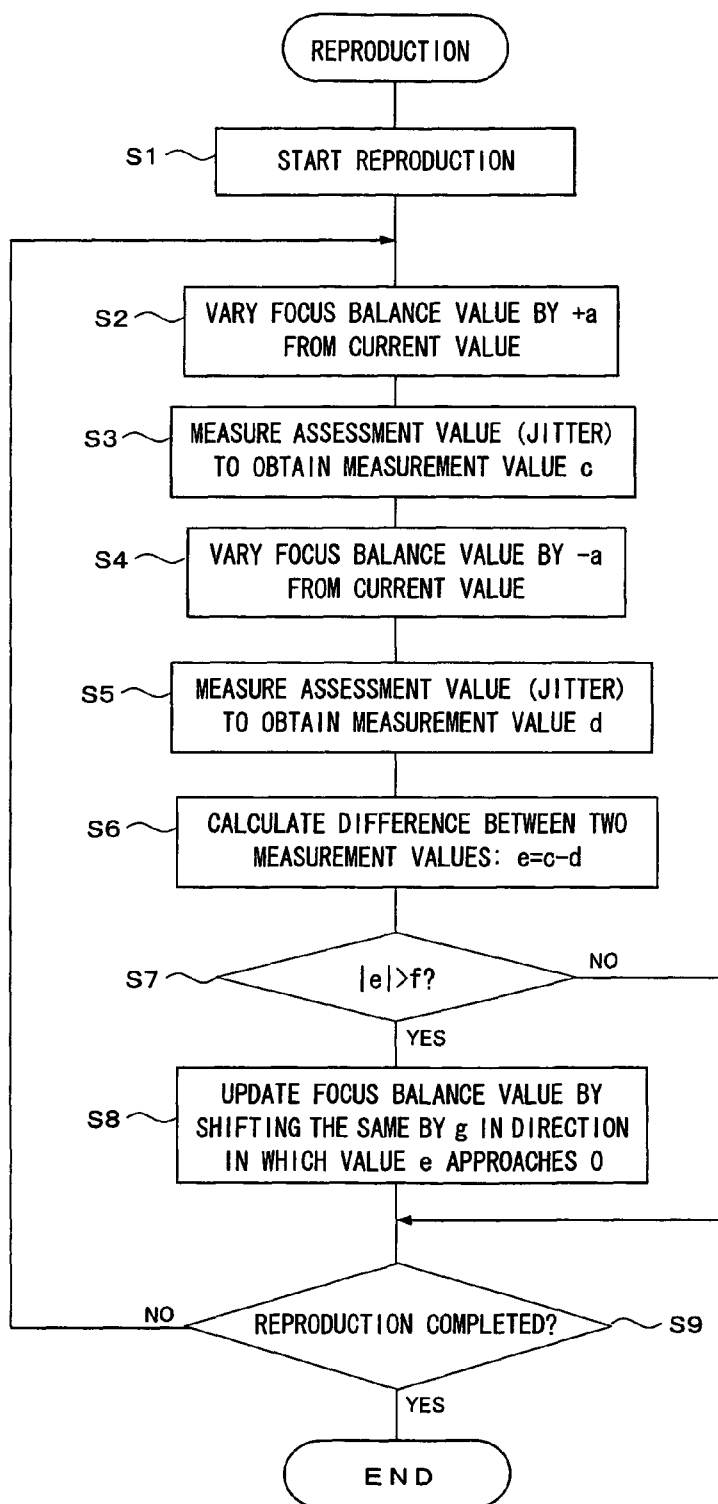 REPRODUCTION
S1
START REPRODUCTION
S2
VARY FOCUS BALANCE VALUE BY +a
FROM CURRENT VALUE
S3
MEASURE ASSESSMENT VALUE (JITTER)
TO OBTAIN MEASUREMENT VALUE c
S4
VARY FOCUS BALANCE VALUE BY -a
FROM CURRENT VALUE
S5
MEASURE ASSESSMENT VALUE (JITTER)
TO OBTAIN MEASUREMENT VALUE d
S6
CALCULATE DIFFERENCE BETWEEN TWO
MEASUREMENT VALUES: e=c-d
S7
|e|>f?
NO
YES
S8
UPDATE FOCUS BALANCE VALUE BY
SHIFTING THE SAME BY g IN DIRECTION
IN WHICH VALUE e APPROACHES 0
NO
REPRODUCTION COMPLETED?
S9
YES
END